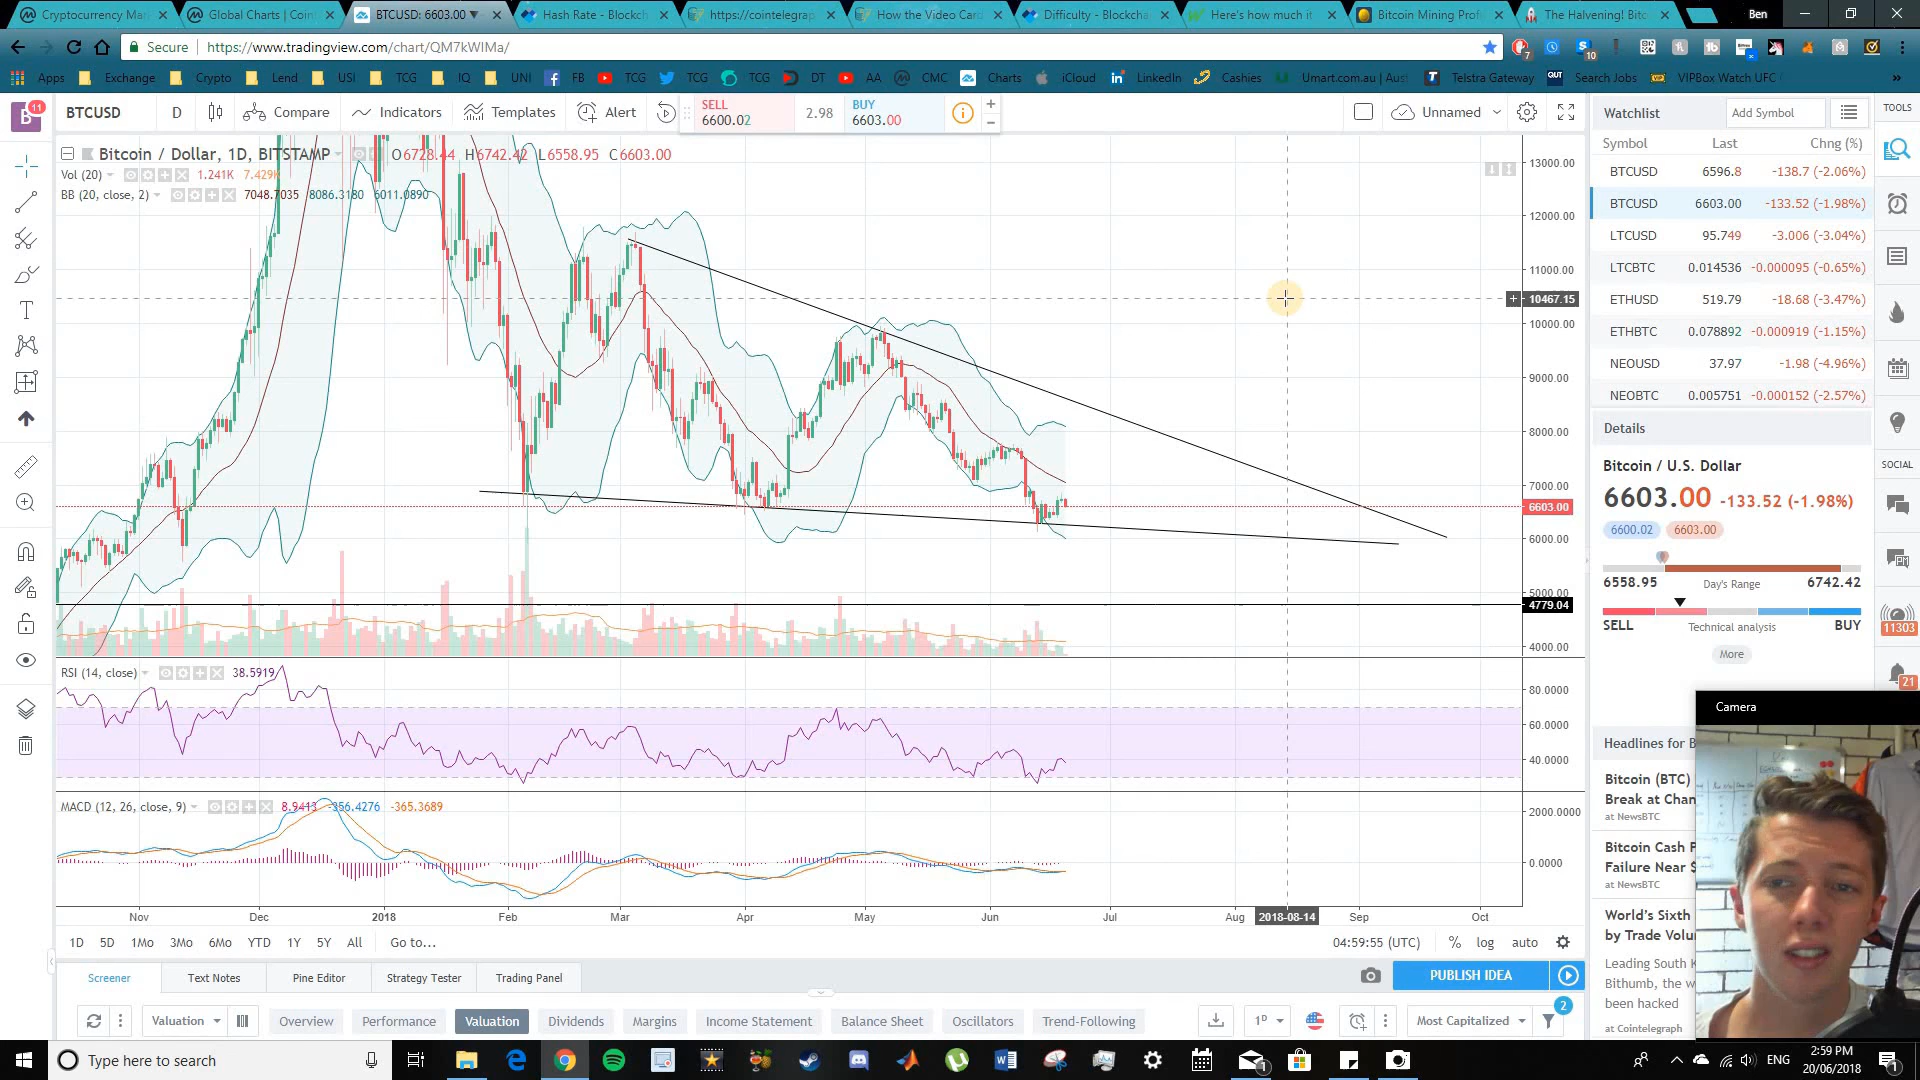 Cryptocurrency Mar
Global Charts | Coin
BTCUSD: 6603.00
Hash Rate - Blockch
https://cointelegrap
How the Video Card
Difficulty - Blockcha
Here's how much it
Bitcoin Mining Profi
The Halvening! Bitc
Ben
Secure
https://www.tradingview.com/chart/QM7kWIMa/
Apps
Exchange
Crypto
Lend
USI
TCG
IQ
UNI
FB
TCG
TCG
TCG
DT
AA
CMC
Charts
iCloud
LinkedIn
Cashies
Umart.com.au | Aust
Telstra Gateway
Search Jobs
VIPBox Watch UFC
BTCUSD
D
Compare
Indicators
Templates
Alert
SELL
6600.02
2.98
BUY
6603.00
Unnamed
Watchlist
Add Symbol
TOOLS
Bitcoin / Dollar, 1D, BITSTAMP
O6728.44 H6742.42 L6558.95 C6603.00
Vol (20)
1.241K 7.429K
BB (20, close, 2)
7048.7035 8086.3180 6011.0890
13000.00
12000.00
11000.00
10467.15
10000.00
9000.00
8000.00
7000.00
6603.00
6000.00
5000.00
4779.04
4000.00
RSI (14, close)
38.5919
80.0000
60.0000
40.0000
MACD (12, 26, close, 9)
8.9413 -356.4276 -365.3689
2000.0000
0.0000
Nov
Dec
2018
Feb
Mar
Apr
May
Jun
Jul
Aug
2018-08-14
Sep
Oct
1D 5D 1Mo 3Mo 6Mo YTD 1Y 5Y All
Go to...
04:59:55 (UTC)
% log auto
Screener
Text Notes
Pine Editor
Strategy Tester
Trading Panel
PUBLISH IDEA
Valuation
Overview
Performance
Valuation
Dividends
Margins
Income Statement
Balance Sheet
Oscillators
Trend-Following
1D
Most Capitalized
2
Symbol Last Chng (%)
BTCUSD 6596.8 -138.7 (-2.06%)
BTCUSD 6603.00 -133.52 (-1.98%)
LTCUSD 95.749 -3.006 (-3.04%)
LTCBTC 0.014536 -0.000095 (-0.65%)
ETHUSD 519.79 -18.68 (-3.47%)
ETHBTC 0.078892 -0.000919 (-1.15%)
NEOUSD 37.97 -1.98 (-4.96%)
NEOBTC 0.005751 -0.000152 (-2.57%)
Details
Bitcoin / U.S. Dollar
SOCIAL
6603.00 -133.52 (-1.98%)
6600.02 6603.00
6558.95
Day's Range
6742.42
SELL
Technical analysis
BUY
More
11303
21
Camera
Headlines for B
Bitcoin (BTC)
Break at Chan
at NewsBTC
Bitcoin Cash P
Failure Near $
at NewsBTC
World's Sixth
by Trade Volu
Leading South K
Bithumb, the w
been hacked
at Cointelegraph
Type here to search
ENG
2:59 PM
20/06/2018